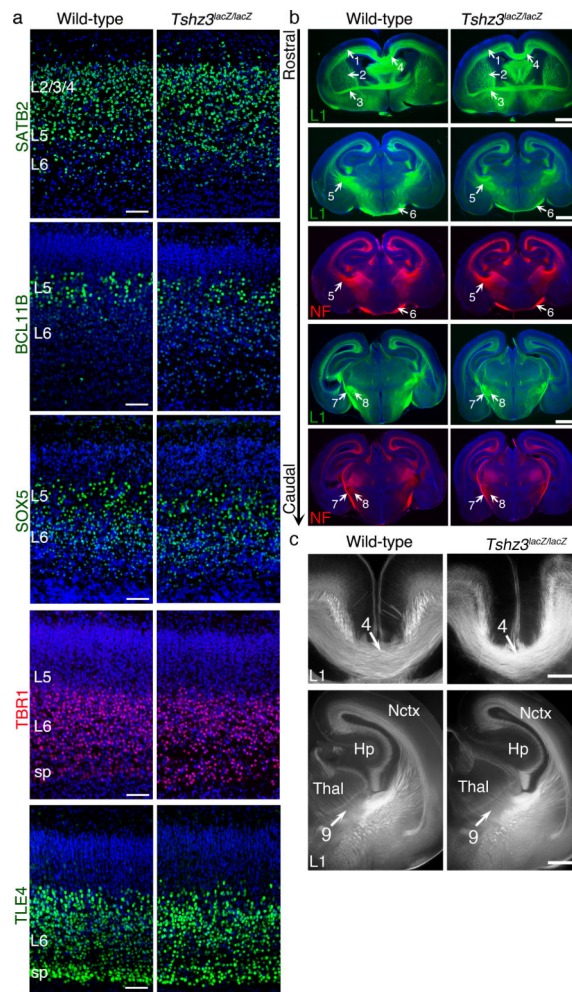 a
Wild-type
Tshz3lacZ/lacZ
SATB2
L2/3/4
L5
L6
BCL11B
L5
L6
SOX5
L5
L6
TBR1
L5
L6
sp
TLE4
L6
sp
b
Wild-type
Tshz3lacZ/lacZ
Rostral
Caudal
1
2
3
4
L1
1
2
3
4
5
6
L1
5
6
5
6
NF
5
6
7
8
L1
7
8
7
8
NF
7
8
c
Wild-type
Tshz3lacZ/lacZ
4
L1
4
Nctx
Hp
Thal
9
L1
Nctx
Hp
Thal
9